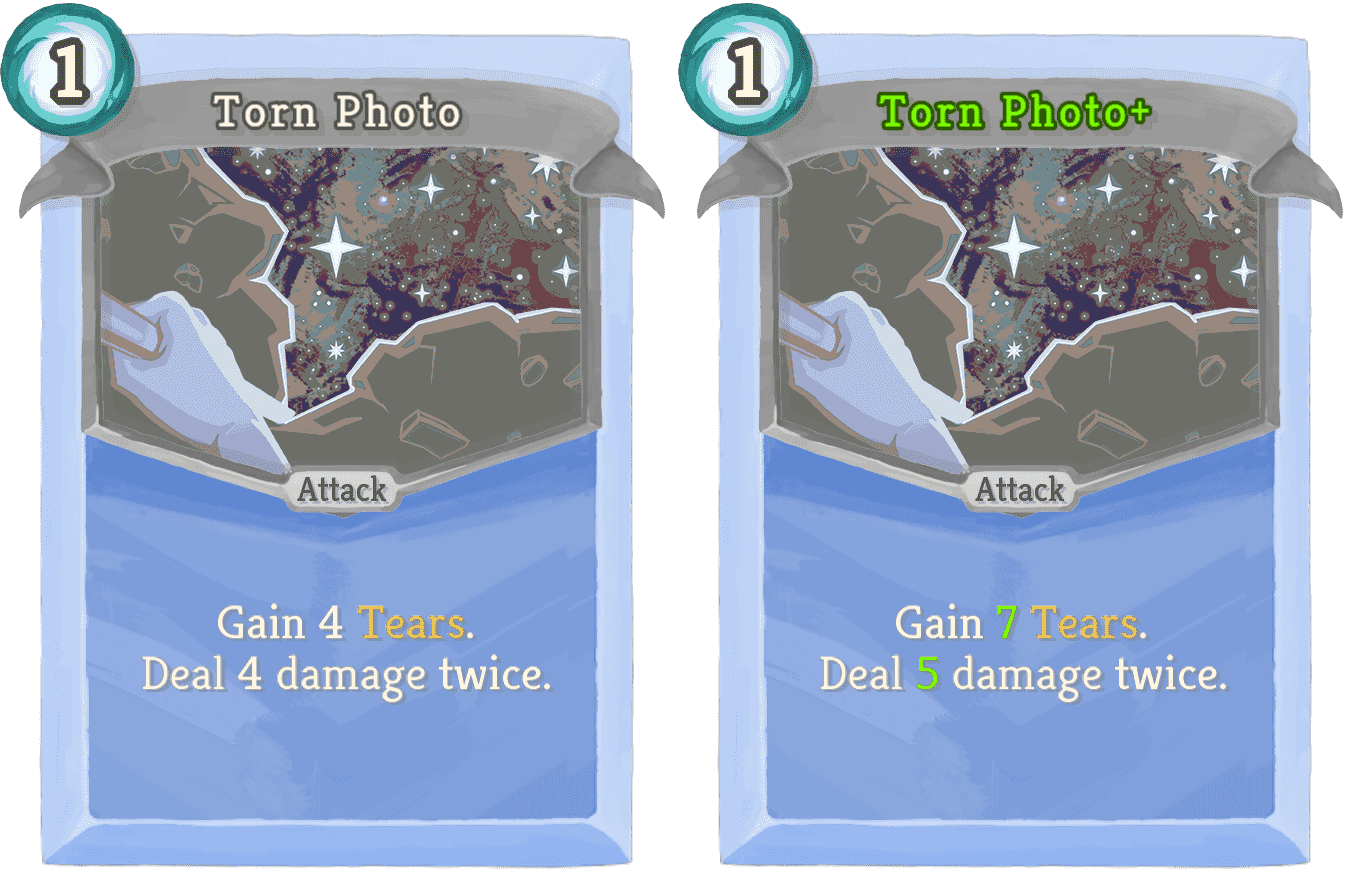 1
Torn Photo
Attack
Gain 4 Tears.
Deal 4 damage twice.
1
Torn Photo+
Attack
Gain 7 Tears.
Deal 5 damage twice.